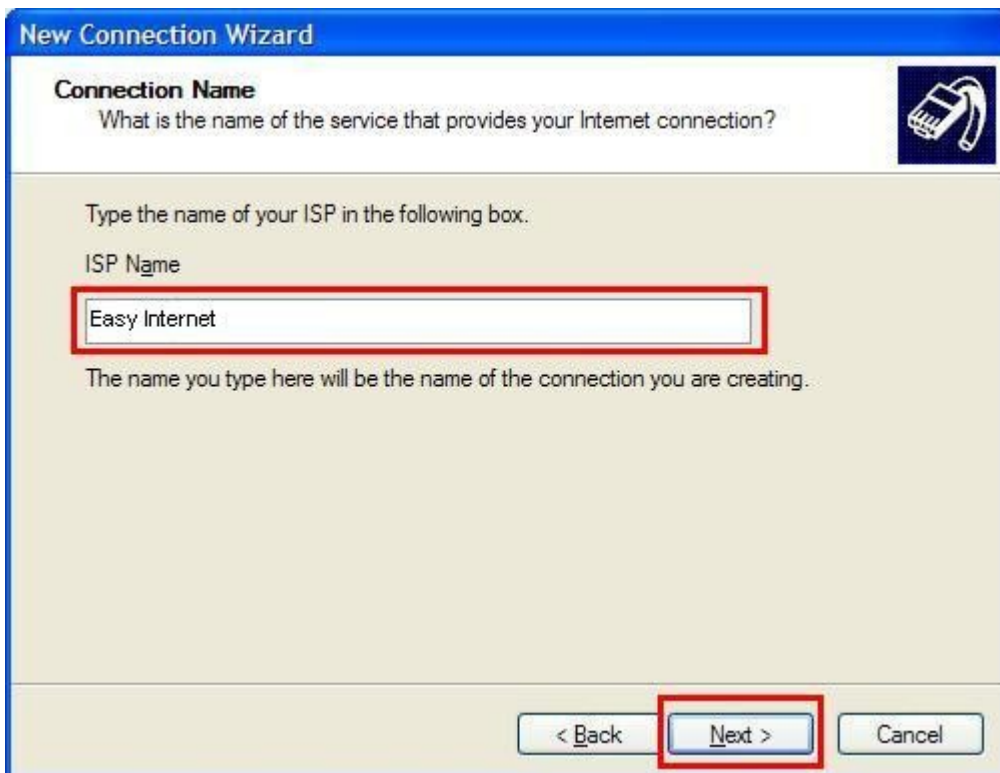 New Connection Wizard
Connection Name
What is the name of the service that provides your Internet connection?
Type the name of your ISP in the following box.
ISP Name
Easy Internet
The name you type here will be the name of the connection you are creating.
< Back Next > Cancel